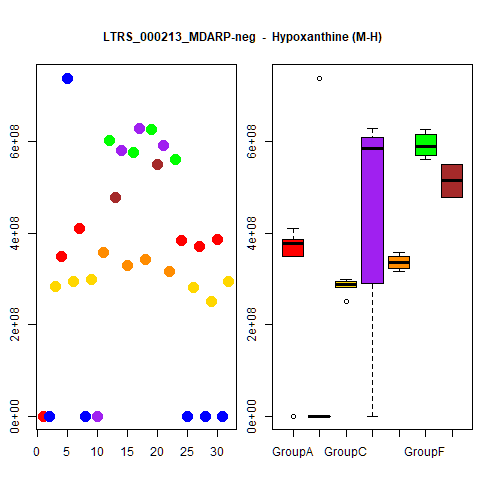 LTRS_000213_MDARP-neg - Hypoxanthine (M-H)
6e+08
4e+08
2e+08
0e+00
0 5 10 15 20 25 30
6e+08
4e+08
2e+08
0e+00
GroupA GroupC GroupF